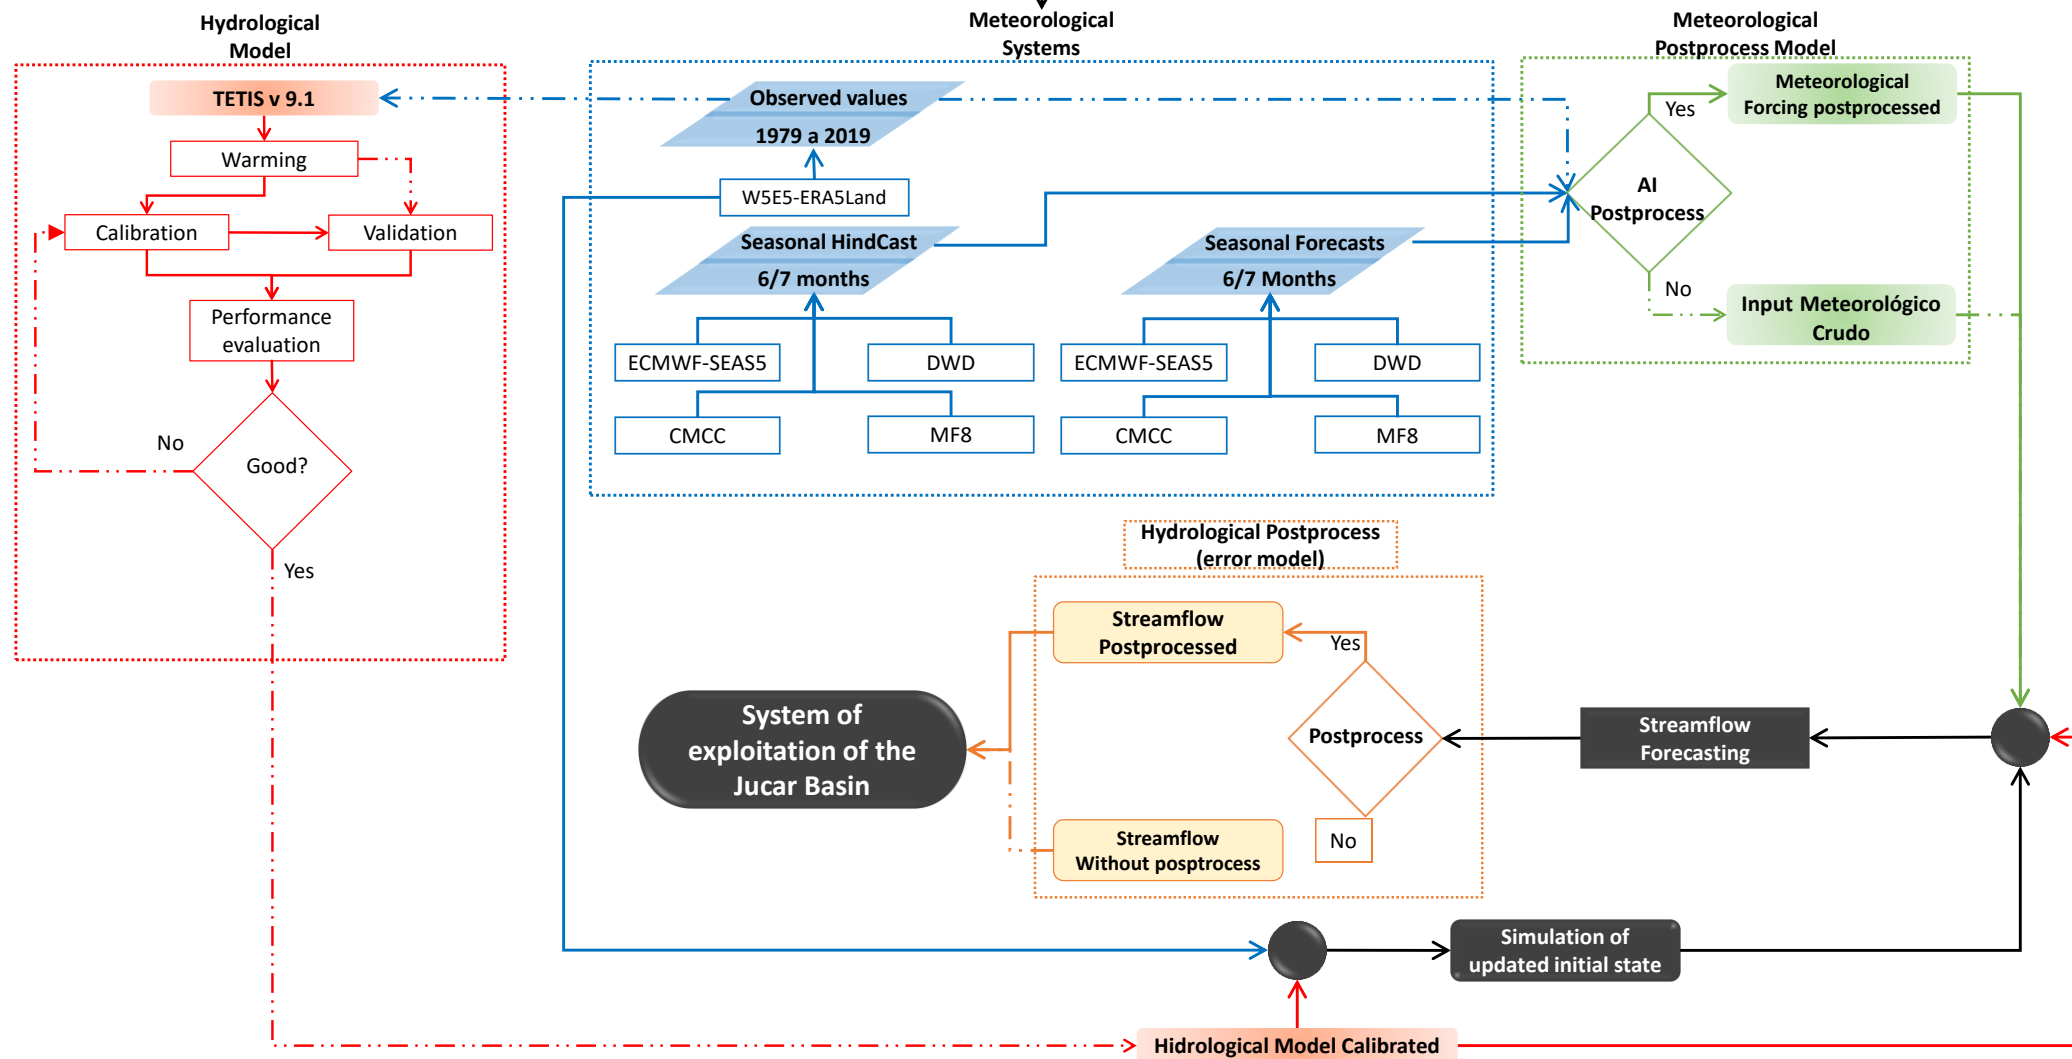 Hydrological
Model
TETIS v 9.1
Warming
Calibration
Validation
Performance
evaluation
Good?
No
Yes
Meteorological
Systems
Observed values
1979 a 2019
W5E5-ERA5Land
Seasonal HindCast
6/7 months
ECMWF-SEAS5
DWD
CMCC
MF8
Seasonal Forecasts
6/7 Months
ECMWF-SEAS5
DWD
CMCC
MF8
Meteorological
Postprocess Model
Meteorological
Forcing postprocessed
Yes
AI
Postprocess
No
Input Meteorológico
Crudo
Hydrological Postprocess
(error model)
Streamflow
Postprocessed
Yes
Postprocess
No
Streamflow
Without posptrocess
Streamflow
Forecasting
System of
exploitation of the
Jucar Basin
Simulation of
updated initial state
Hidrological Model Calibrated